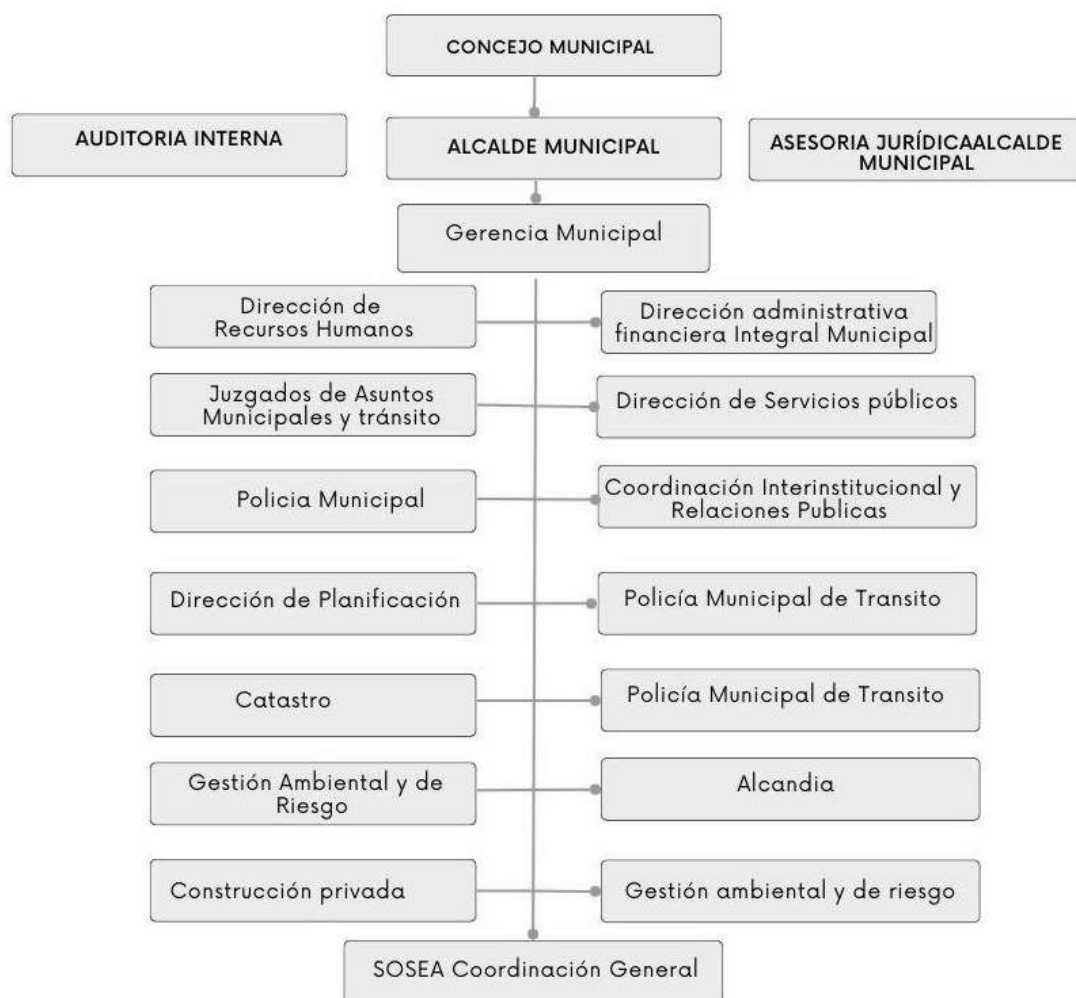 CONCEJO MUNICIPAL
AUDITORIA INTERNA
ALCALDE MUNICIPAL
ASESORIA JURÍDICAALCALDE
MUNICIPAL
Gerencia Municipal
Dirección de
Recursos Humanos
Dirección administrativa
financiera Integral Municipal
Juzgados de Asuntos
Municipales y tránsito
Dirección de Servicios públicos
Policia Municipal
Coordinación Interinstitucional y
Relaciones Publicas
Dirección de Planificación
Policía Municipal de Transito
Catastro
Policía Municipal de Transito
Gestión Ambiental y de
Riesgo
Alcandia
Construcción privada
Gestión ambiental y de riesgo
SOSEA Coordinación General